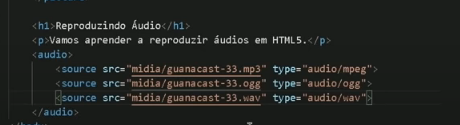 <h1>Reproduzindo Áudio</h1>
<p>Vamos aprender a reproduzir áudios em HTML5.</p>
<audio>
<source src="midia/guanacast-33.mp3" type="audio/mpeg">
<source src="midia/guanacast-33.ogg" type="audio/ogg">
<source src="midia/guanacast-33.wav" type="audio/wav">
</audio>